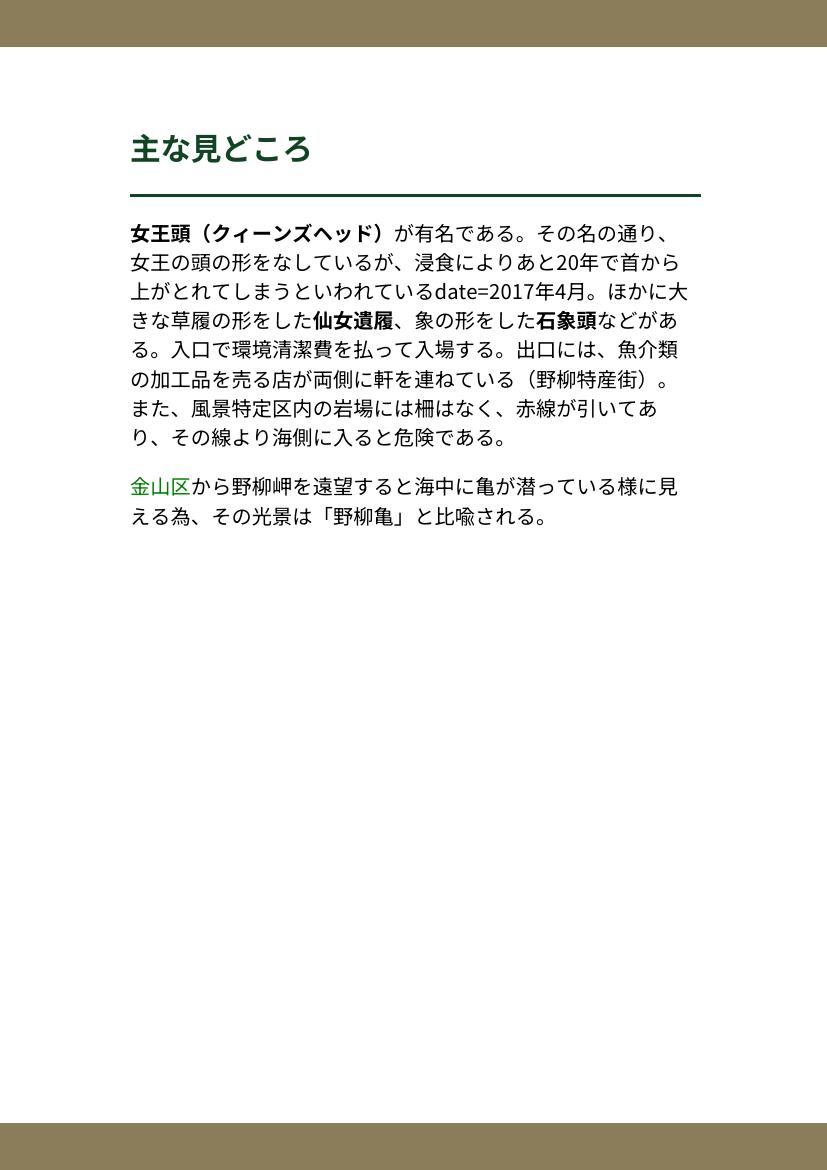 主な見どころ
女王頭（クィーンズヘッド）が有名である。その名の通り、
女王の頭の形をなしているが、浸食によりあと20年で首から
上がとれてしまうといわれているdate=2017年4月。ほかに大
きな草履の形をした仙女遺履、象の形をした石象頭などがあ
る。入口で環境清潔費を払って入場する。出口には、魚介類
の加工品を売る店が両側に軒を連ねている（野柳特産街）。
また、風景特定区内の岩場には柵はなく、赤線が引いてあ
り、その線より海側に入ると危険である。
金山区から野柳岬を遠望すると海中に亀が潜っている様に見
える為、その光景は「野柳亀」と比喩される。